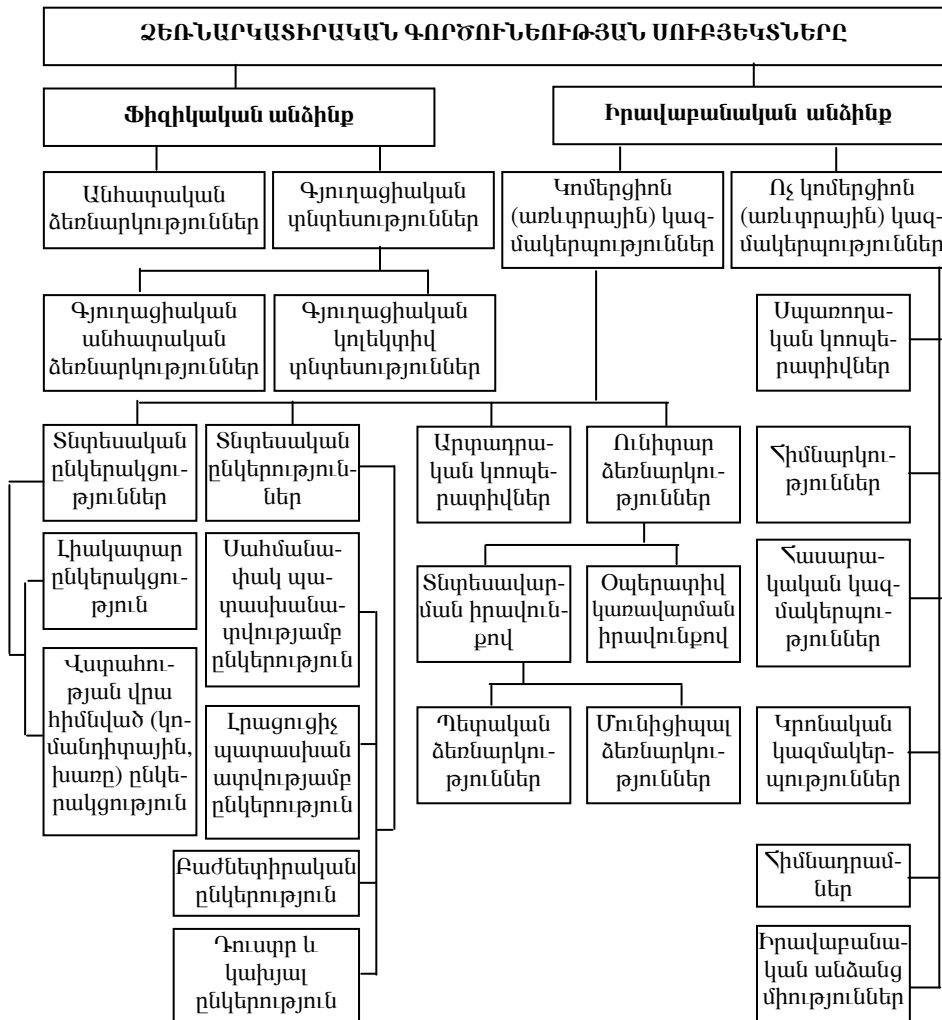 ՁԵՌՆԱՐԿԱՏԻՐԱԿԱՆ ԳՈՐԾՈՒՆԵՈՒԹՅԱՆ ՍՈՒԲՅԵԿՏՆԵՐԸ
Ֆիզիկական անձինք
Իրավաբանական անձինք
Անհատական
ձեռնարկություններ
Գյուղացիական
տնտեսություններ
Կոմերցիոն
(առևտրային) կազ-
մակերպություններ
Ոչ կոմերցիոն
(առևտրային) կազ-
մակերպություններ
Գյուղացիական
անհատական
ձեռնարկություններ
Գյուղացիական
կոլեկտիվ
տնտեսություններ
Սպառողա-
կան կոոպե-
րատիվներ
Տնտեսական
ընկերակցու-
թյուններ
Տնտեսական
ընկերություն-
ներ
Արտադրա-
կան կոոպե-
րատիվներ
Ունիտար
ձեռնարկու-
թյուններ
Հիմնարկու-
թյուններ
Լիակատար
ընկերակցու-
թյուն
Սահմանա-
փակ պա-
տասխանա-
տվությամբ
ընկերություն
Տնտեսավար-
ման իրավուն-
քով
Օպերատիվ
կառավարման
իրավունքով
Հասարա-
կական կազ-
մակերպու-
թյուններ
Վստահու-
թյան վրա
հիմնված (կո-
մանդիտային,
խառը) ընկե-
րակցություն
Լրացուցիչ
պատասխան
ատվությամբ
ընկերություն
Պետական
ձեռնարկու-
թյուններ
Մունիցիպալ
ձեռնարկու-
թյուններ
Կրոնական
կազմակեր-
պություններ
Բաժնետիրական
ընկերություն
Հիմնադրամ-
ներ
Դուստր և
կախյալ
ընկերություն
Իրավաբանա-
կան անձանց
միություններ